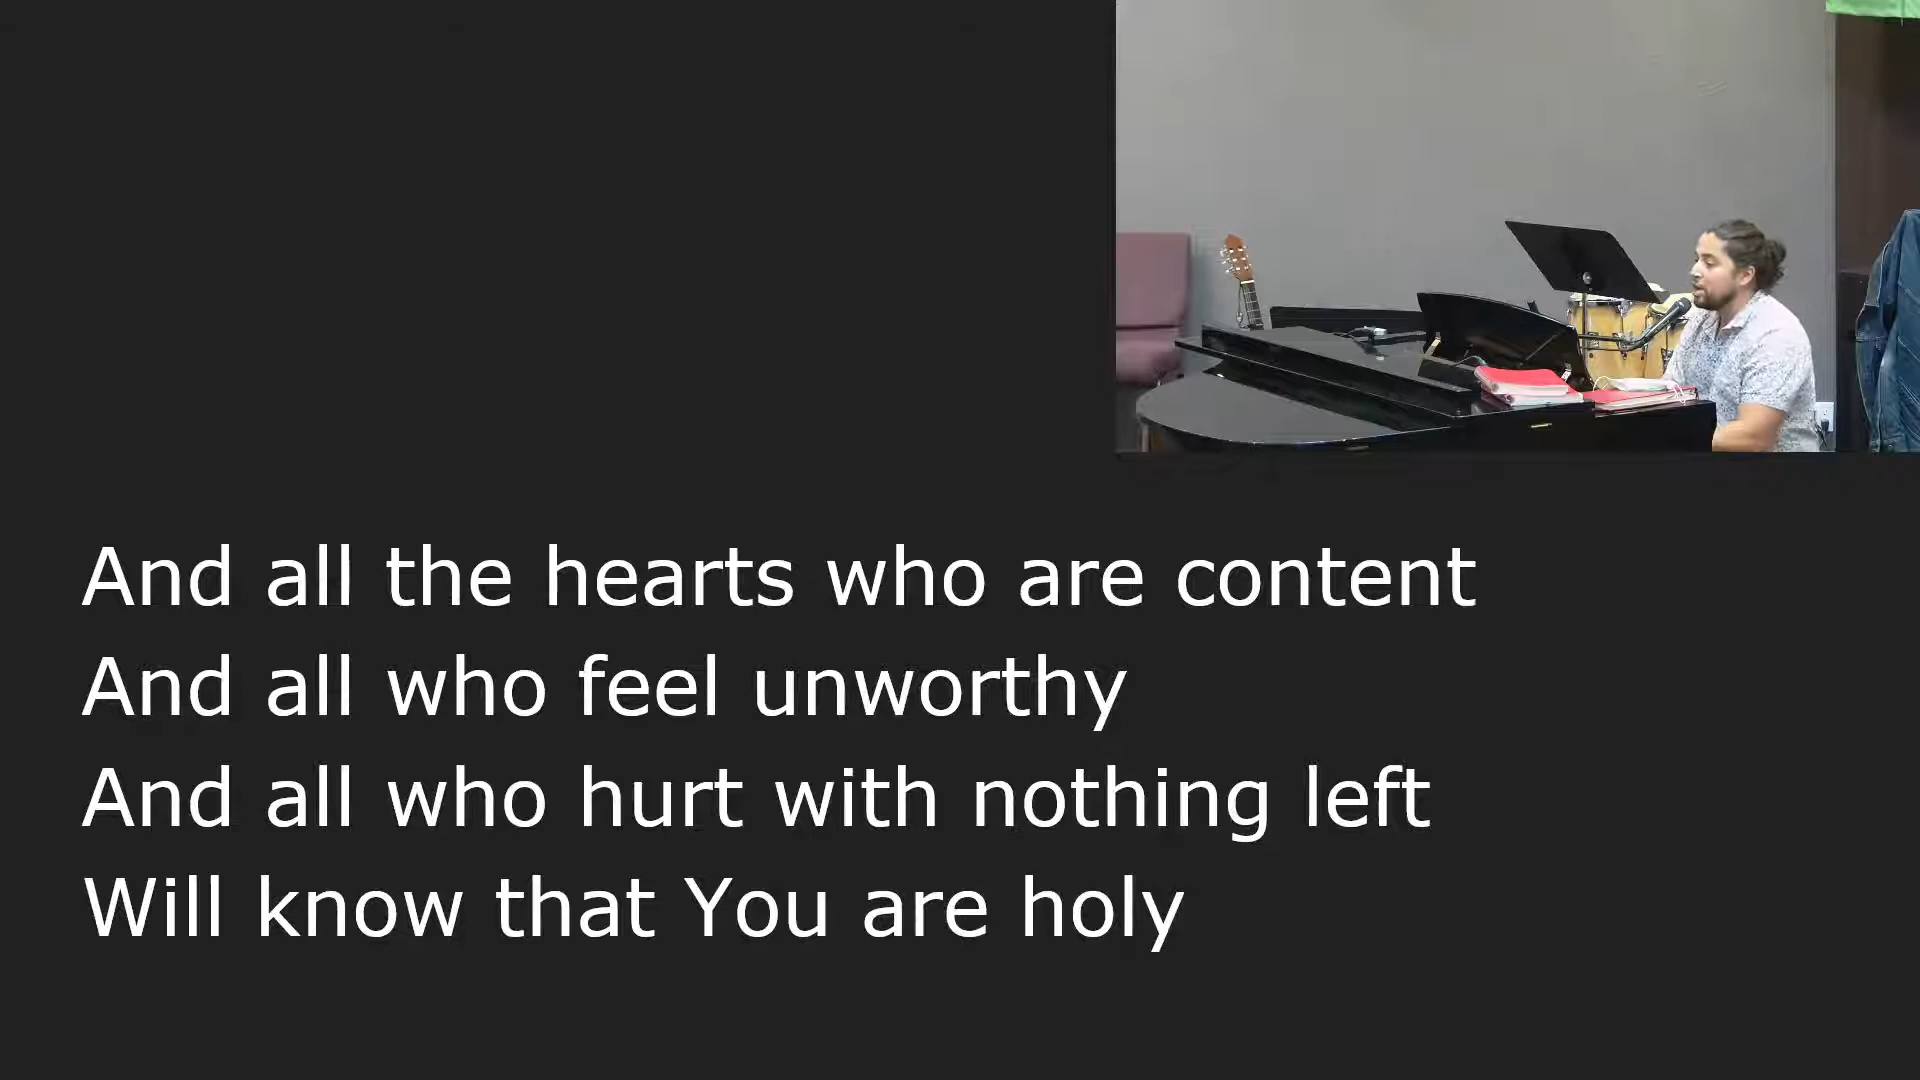 And all the hearts who are content
And all who feel unworthy
And all who hurt with nothing left
Will know that You are holy